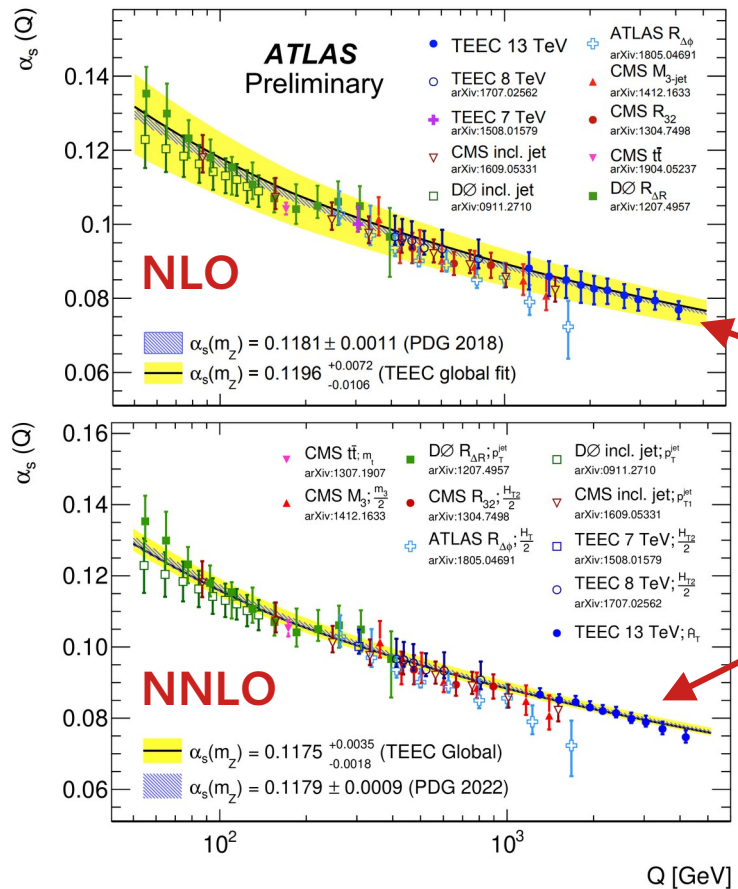 αs (Q)
0.14
0.12
0.1
0.08
0.06
ATLAS
Preliminary
TEEC 13 TeV
TEEC 8 TeV
arXiv:1707.02562
TEEC 7 TeV
arXiv:1508.01579
CMS incl. jet
arXiv:1609.05331
DØ incl. jet
arXiv:0911.2710
ATLAS RΔϕ
arXiv:1805.04691
CMS M3-jet
arXiv:1412.1633
CMS R32
arXiv:1304.7498
CMS tt̄
arXiv:1904.05237
DØ RΔR
arXiv:1207.4957
NLO
αs(mZ) = 0.1181 ± 0.0011 (PDG 2018)
αs(mZ) = 0.1196 +0.0072 -0.0106 (TEEC global fit)
αs (Q)
0.16
0.14
0.12
0.10
0.08
0.06
CMS tt̄; mt
arXiv:1307.1907
CMS M3; m3/2
arXiv:1412.1633
DØ RΔR; pTjet
arXiv:1207.4957
CMS R32; HT2/2
arXiv:1304.7498
ATLAS RΔϕ; HT/2
arXiv:1805.04691
DØ incl. jet; pTjet
arXiv:0911.2710
CMS incl. jet; pT1jet
arXiv:1609.05331
TEEC 7 TeV; HT2/2
arXiv:1508.01579
TEEC 8 TeV; HT2/2
arXiv:1707.02562
TEEC 13 TeV; ĤT
NNLO
αs(mZ) = 0.1175 +0.0035 -0.0018 (TEEC Global)
αs(mZ) = 0.1179 ± 0.0009 (PDG 2022)
10²
10³
Q [GeV]